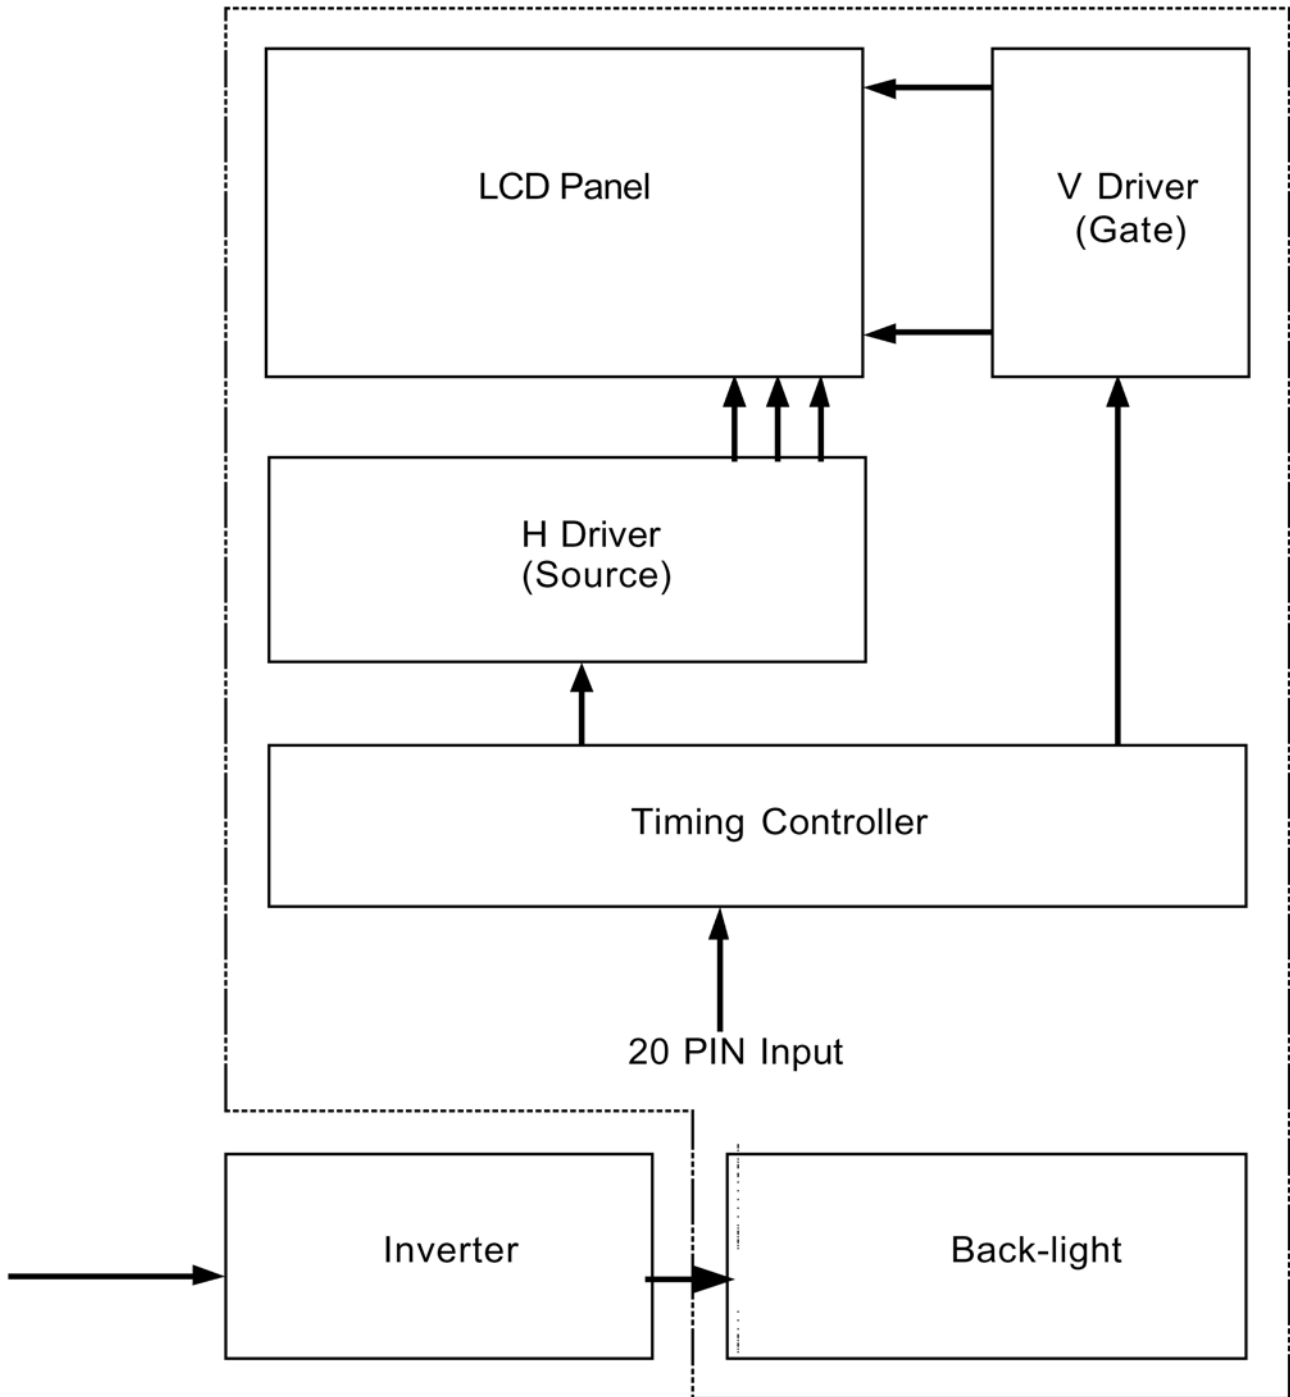 LCD Panel
V Driver
(Gate)
H Driver
(Source)
Timing Controller
20 PIN Input
Inverter
Back-light